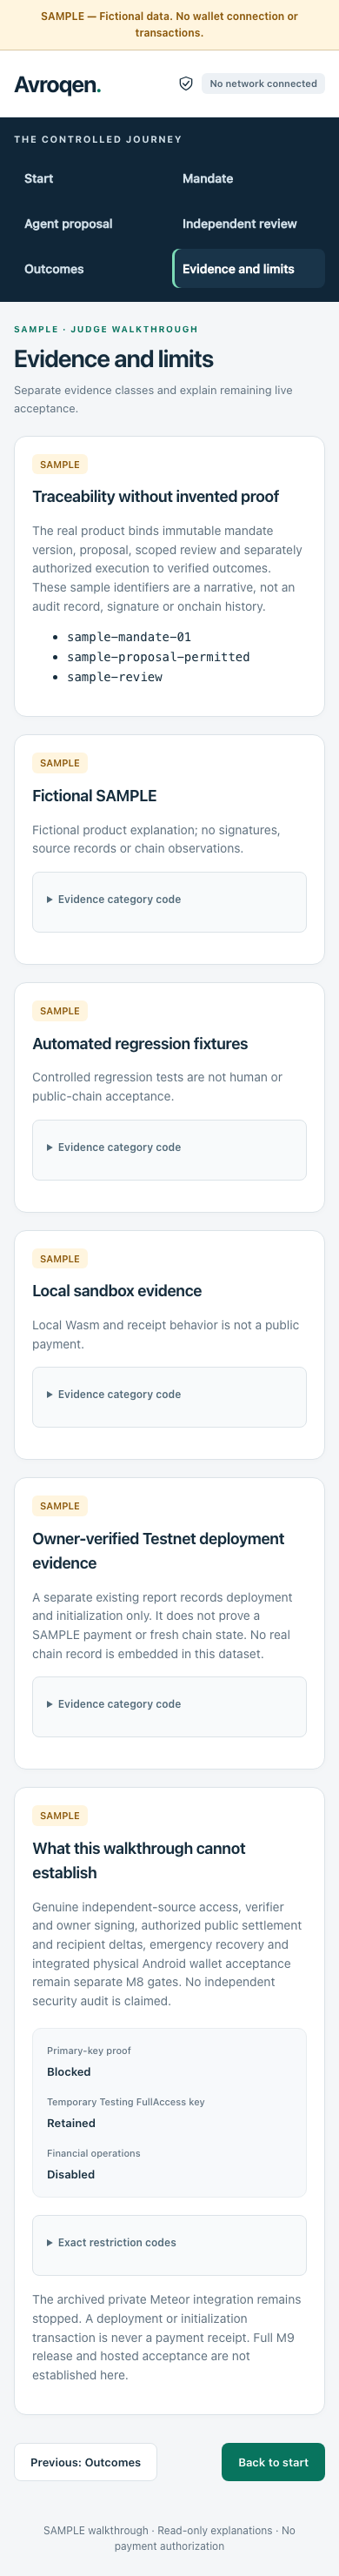 SAMPLE — Fictional data. No wallet connection or
transactions.
Avroqen.
No network connected
THE CONTROLLED JOURNEY
Start
Mandate
Agent proposal
Independent review
Outcomes
Evidence and limits
SAMPLE · JUDGE WALKTHROUGH
Evidence and limits
Separate evidence classes and explain remaining live
acceptance.
SAMPLE
Traceability without invented proof
The real product binds immutable mandate
version, proposal, scoped review and separately
authorized execution to verified outcomes.
These sample identifiers are a narrative, not an
audit record, signature or onchain history.
• sample-mandate-01
• sample-proposal-permitted
• sample-review
SAMPLE
Fictional SAMPLE
Fictional product explanation; no signatures,
source records or chain observations.
▶ Evidence category code
SAMPLE
Automated regression fixtures
Controlled regression tests are not human or
public-chain acceptance.
▶ Evidence category code
SAMPLE
Local sandbox evidence
Local Wasm and receipt behavior is not a public
payment.
▶ Evidence category code
SAMPLE
Owner-verified Testnet deployment
evidence
A separate existing report records deployment
and initialization only. It does not prove a
SAMPLE payment or fresh chain state. No real
chain record is embedded in this dataset.
▶ Evidence category code
SAMPLE
What this walkthrough cannot
establish
Genuine independent-source access, verifier
and owner signing, authorized public settlement
and recipient deltas, emergency recovery and
integrated physical Android wallet acceptance
remain separate M8 gates. No independent
security audit is claimed.
Primary-key proof
Blocked
Temporary Testing FullAccess key
Retained
Financial operations
Disabled
▶ Exact restriction codes
The archived private Meteor integration remains
stopped. A deployment or initialization
transaction is never a payment receipt. Full M9
release and hosted acceptance are not
established here.
Previous: Outcomes
Back to start
SAMPLE walkthrough · Read-only explanations · No
payment authorization